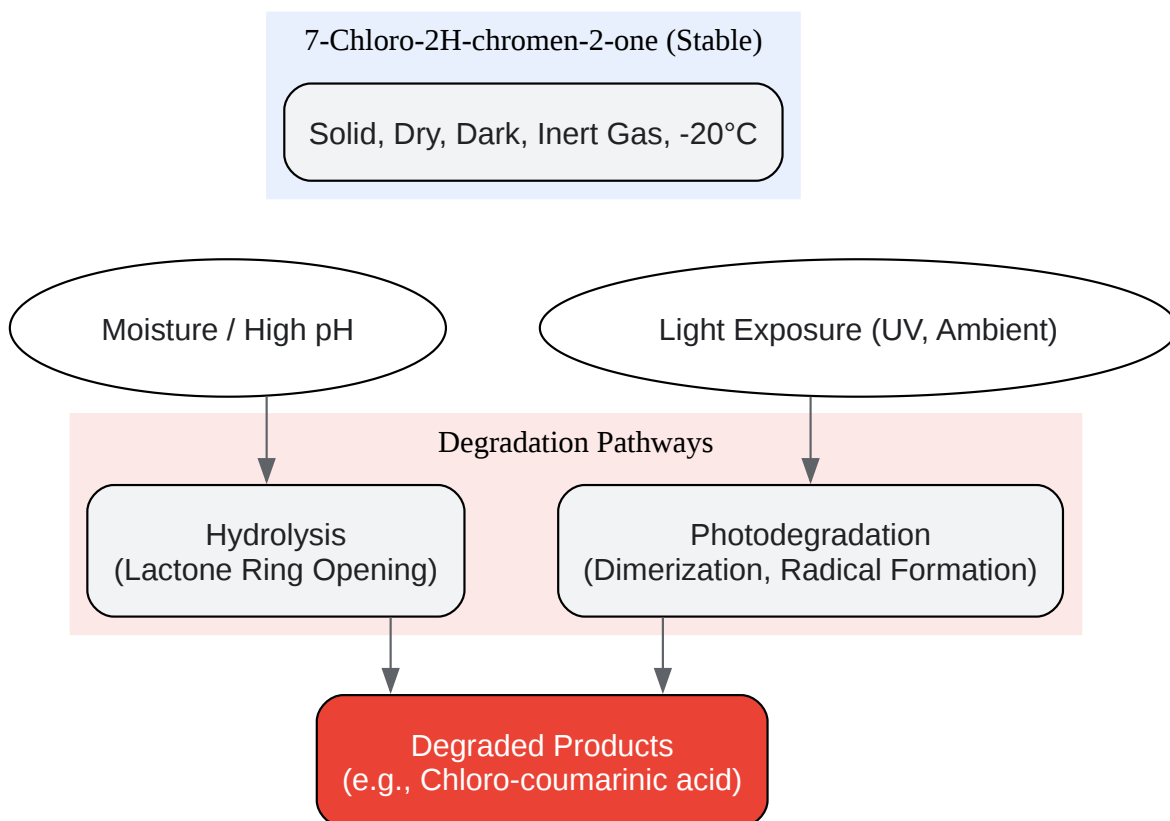 7-Chloro-2H-chromen-2-one (Stable)
Solid, Dry, Dark, Inert Gas, -20°C
Moisture / High pH
Light Exposure (UV, Ambient)
Degradation Pathways
Hydrolysis
(Lactone Ring Opening)
Photodegradation
(Dimerization, Radical Formation)
Degraded Products
(e.g., Chloro-coumarinic acid)